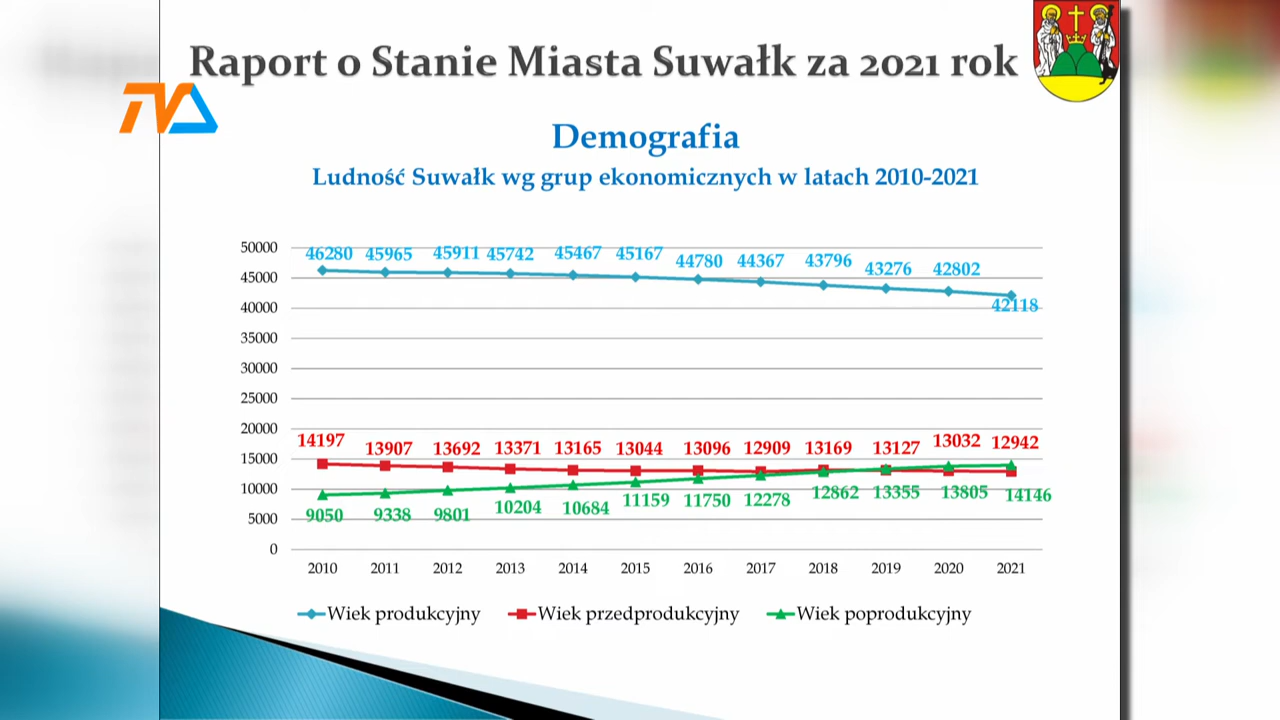 Raport o Stanie Miasta Suwałk za 2021 rok
TVA
Demografia
Ludność Suwałk wg grup ekonomicznych w latach 2010-2021
50000
45000
40000
35000
30000
25000
20000
15000
10000
5000
0
46280 45965 45911 45742 45467 45167 44780 44367 43796 43276 42802 42118
14197 13907 13692 13371 13165 13044 13096 12909 13169 13127 13032 12942
9050 9338 9801 10204 10684 11159 11750 12278 12862 13355 13805 14146
2010 2011 2012 2013 2014 2015 2016 2017 2018 2019 2020 2021
Wiek produkcyjny Wiek przedprodukcyjny Wiek poprodukcyjny